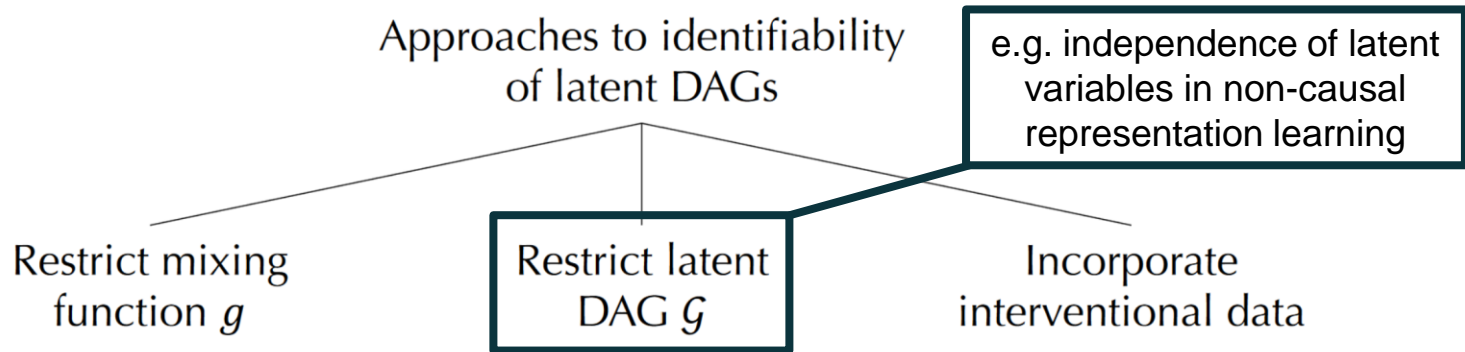 Approaches to identifiability
of latent DAGs
e.g. independence of latent
variables in non-causal
representation learning
Restrict mixing
function g
Restrict latent
DAG 𝒢
Incorporate
interventional data